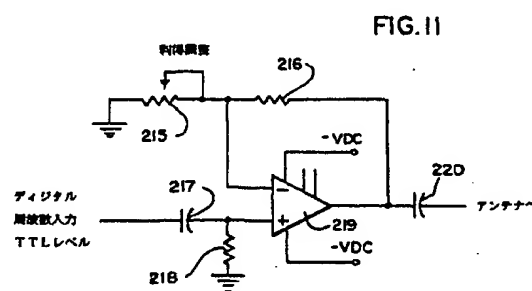 FIG.11
利得調整
215
216
-VDC
ディジタル
周波数入力
TTLレベル
217
218
219
-VDC
220
アンテナへ